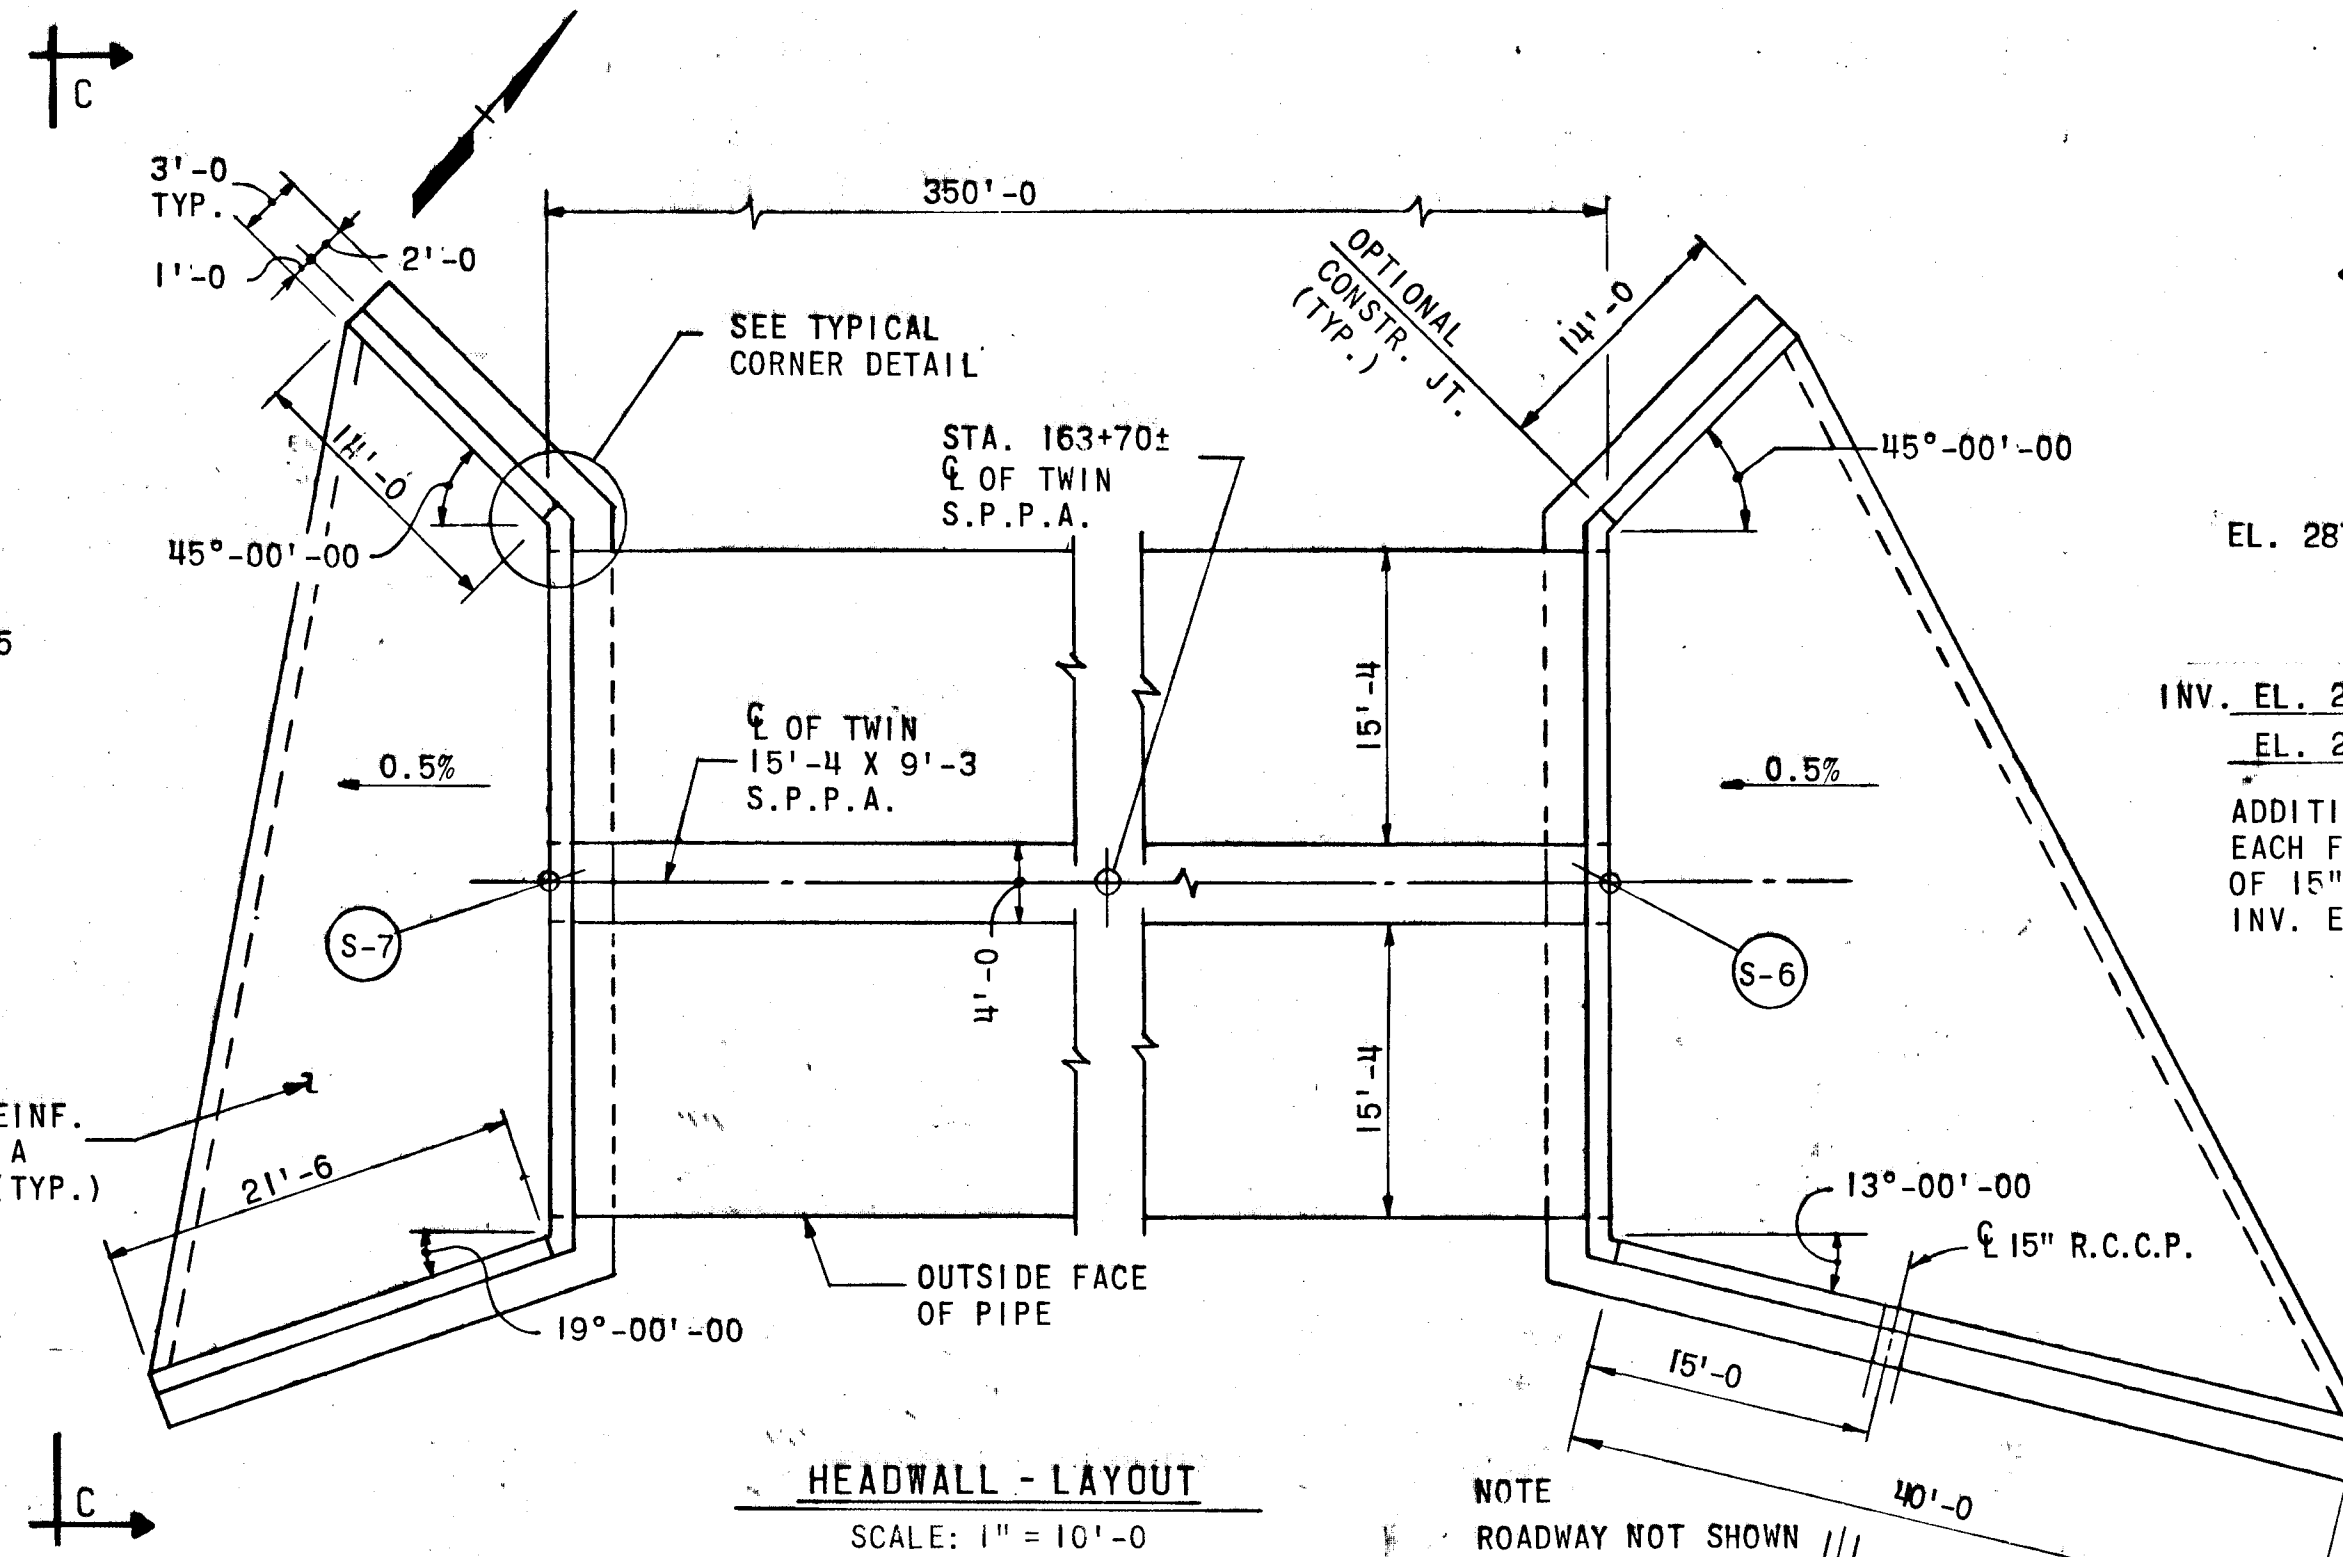 C
3'-0
TYP.
1'-0
2'-0
350'-0
OPTIONAL
CONSTR. JT.
(TYP.)
14'-0
SEE TYPICAL
CORNER DETAIL
14'-0
45°-00'-00
STA. 163+70±
℄ OF TWIN
S.P.P.A.
45°-00'-00
EL. 28
5
15'-4
INV. EL. 2
EL. 2
℄ OF TWIN
15'-4 X 9'-3
S.P.P.A.
0.5%
0.5%
ADDITI
EACH F
OF 15"
INV. E
S-7
4'-0
S-6
15'-4
EINF.
A
(TYP.)
21'-6
13°-00'-00
℄ 15" R.C.C.P.
OUTSIDE FACE
OF PIPE
19°-00'-00
15'-0
40'-0
C
HEADWALL - LAYOUT
SCALE: 1" = 10'-0
NOTE
ROADWAY NOT SHOWN